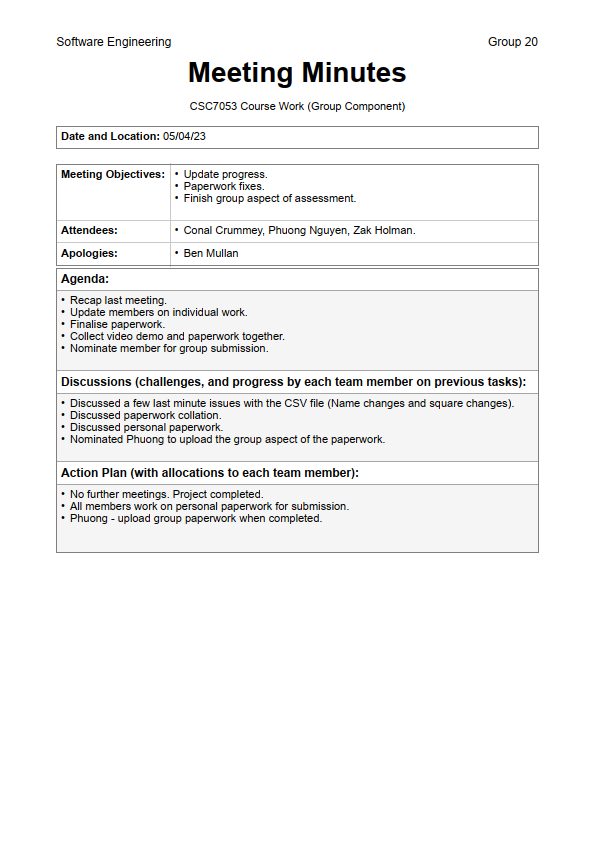 Software Engineering Group 20
Meeting Minutes
CSC7053 Course Work (Group Component)
Date and Location: 05/04/23
Meeting Objectives: • Update progress.
• Paperwork fixes.
• Finish group aspect of assessment.
Attendees: • Conal Crummey, Phuong Nguyen, Zak Holman.
Apologies: • Ben Mullan
Agenda:
• Recap last meeting.
• Update members on individual work.
• Finalise paperwork.
• Collect video demo and paperwork together.
• Nominate member for group submission.
Discussions (challenges, and progress by each team member on previous tasks):
• Discussed a few last minute issues with the CSV file (Name changes and square changes).
• Discussed paperwork collation.
• Discussed personal paperwork.
• Nominated Phuong to upload the group aspect of the paperwork.
Action Plan (with allocations to each team member):
• No further meetings. Project completed.
• All members work on personal paperwork for submission.
• Phuong - upload group paperwork when completed.